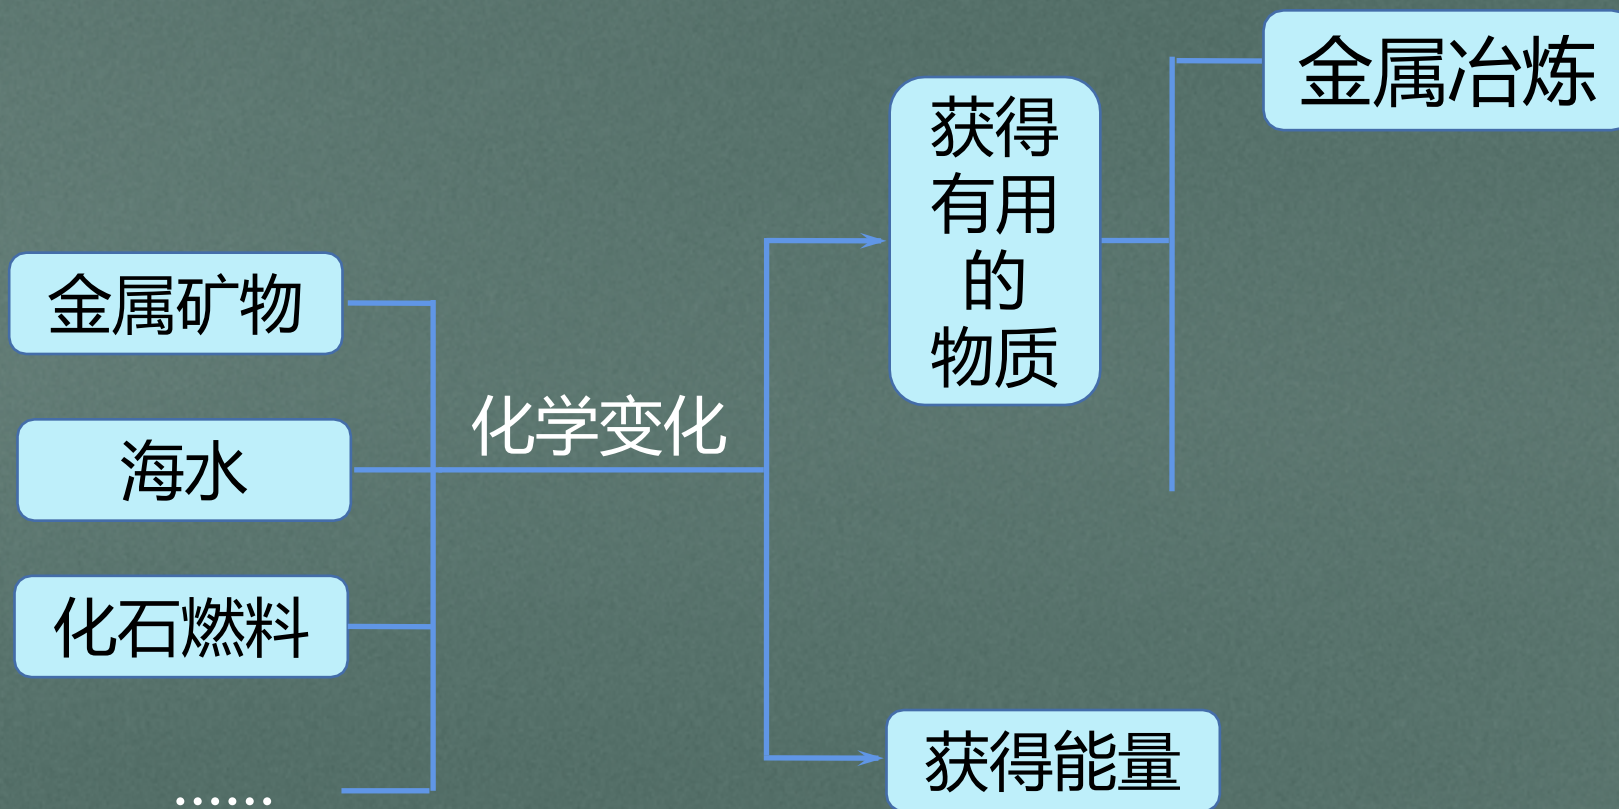 金属冶炼
获得
有用
的
物质
金属矿物
化学变化
海水
化石燃料
获得能量
……